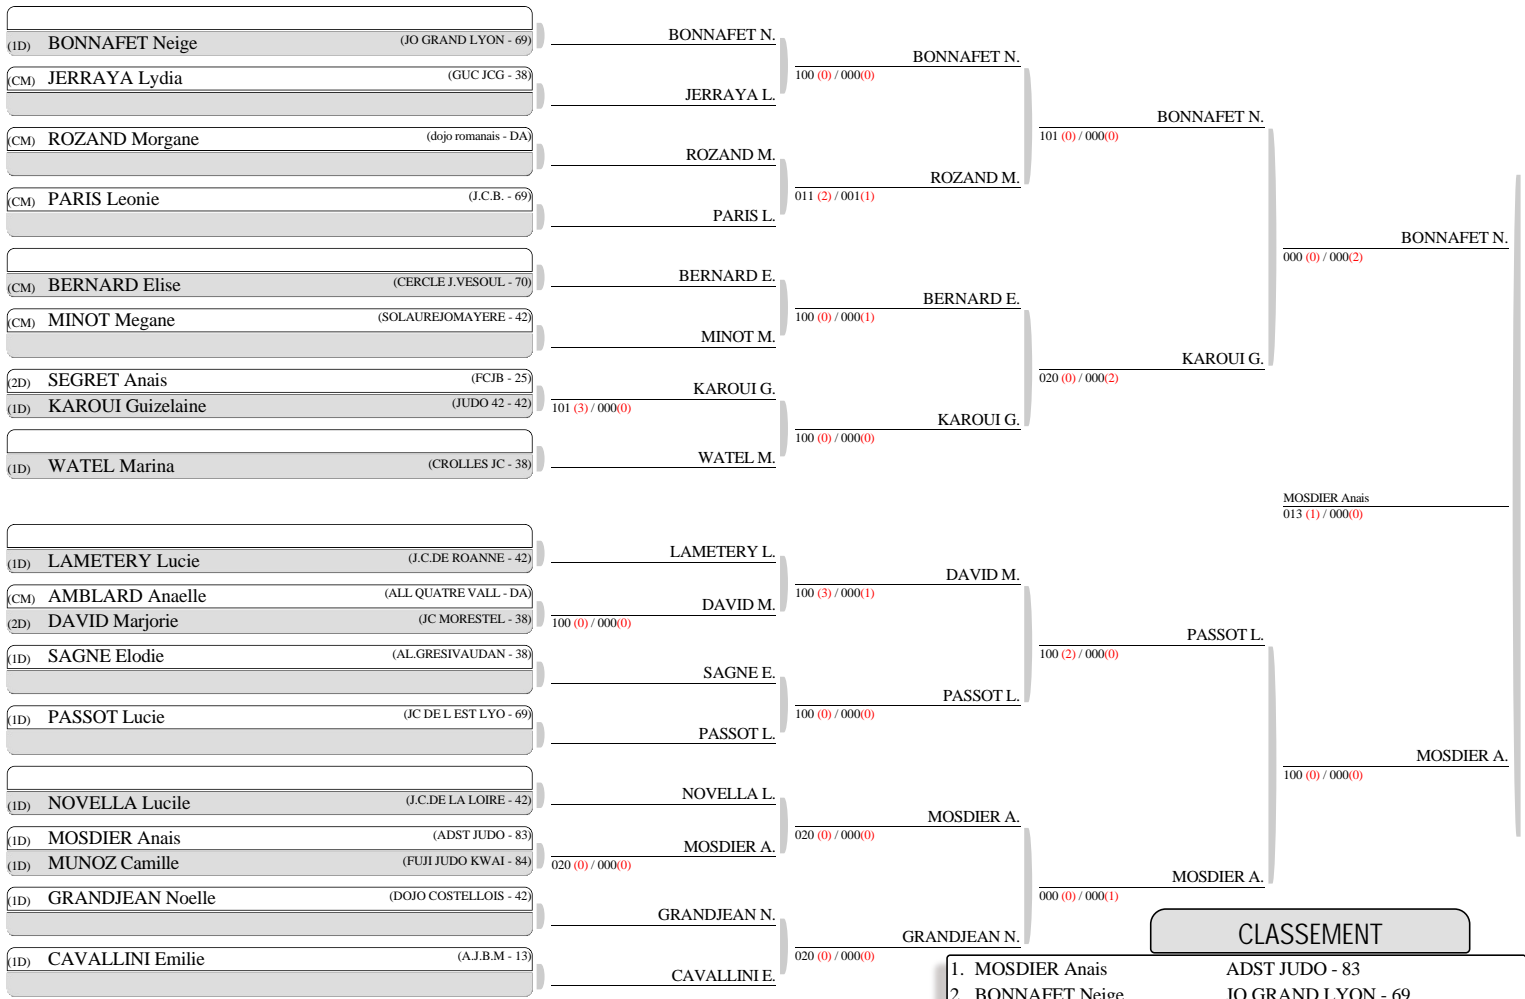 (1D) BONNAFET Neige (JO GRAND LYON - 69)
(CM) JERRAYA Lydia (GUC JCG - 38)
(CM) ROZAND Morgane (dojo romanais - DA)
(CM) PARIS Leonie (J.C.B. - 69)
(CM) BERNARD Elise (CERCLE J.VESOUL - 70)
(CM) MINOT Megane (SOLAUREJOMAYERE - 42)
(2D) SEGRET Anais (FCJB - 25)
(1D) KAROUI Guizelaine (JUDO 42 - 42)
(1D) WATEL Marina (CROLLES JC - 38)
(1D) LAMETERY Lucie (J.C.DE ROANNE - 42)
(CM) AMBLARD Anaelle (ALL QUATRE VALL - DA)
(2D) DAVID Marjorie (JC MORESTEL - 38)
(1D) SAGNE Elodie (AL.GRESIVAUDAN - 38)
(1D) PASSOT Lucie (JC DE L EST LYO - 69)
(1D) NOVELLA Lucile (J.C.DE LA LOIRE - 42)
(1D) MOSDIER Anais (ADST JUDO - 83)
(1D) MUNOZ Camille (FUJI JUDO KWAI - 84)
(1D) GRANDJEAN Noelle (DOJO COSTELLOIS - 42)
(1D) CAVALLINI Emilie (A.J.B.M - 13)
BONNAFET N.
JERRAYA L.
ROZAND M.
PARIS L.
BERNARD E.
MINOT M.
KAROUI G.
101 (3) / 000(0)
WATEL M.
LAMETERY L.
DAVID M.
100 (0) / 000(0)
SAGNE E.
PASSOT L.
NOVELLA L.
MOSDIER A.
020 (0) / 000(0)
GRANDJEAN N.
CAVALLINI E.
BONNAFET N.
100 (0) / 000(0)
ROZAND M.
011 (2) / 001(1)
BERNARD E.
100 (0) / 000(1)
KAROUI G.
100 (0) / 000(0)
DAVID M.
100 (3) / 000(1)
PASSOT L.
100 (0) / 000(0)
MOSDIER A.
020 (0) / 000(0)
GRANDJEAN N.
020 (0) / 000(0)
BONNAFET N.
101 (0) / 000(0)
KAROUI G.
020 (0) / 000(2)
PASSOT L.
100 (2) / 000(0)
MOSDIER A.
000 (0) / 000(1)
BONNAFET N.
000 (0) / 000(2)
MOSDIER Anais
013 (1) / 000(0)
MOSDIER A.
100 (0) / 000(0)
CLASSEMENT
1. MOSDIER Anais ADST JUDO - 83
2. BONNAFET Neige JO GRAND LYON - 69